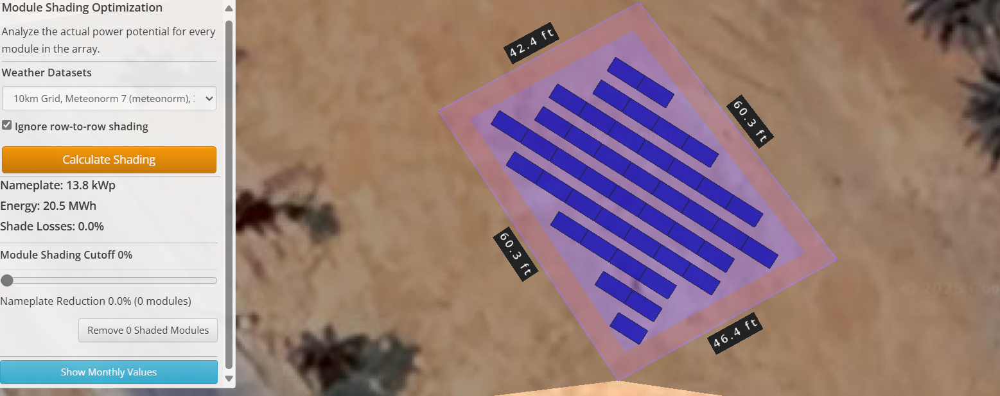 Module Shading Optimization
Analyze the actual power potential for every
module in the array.
Weather Datasets
10km Grid, Meteonorm 7 (meteonorm),
Ignore row-to-row shading
Calculate Shading
Nameplate: 13.8 kWp
Energy: 20.5 MWh
Shade Losses: 0.0%
Module Shading Cutoff 0%
Nameplate Reduction 0.0% (0 modules)
Remove 0 Shaded Modules
Show Monthly Values
42.4 ft
60.3 ft
60.3 ft
46.4 ft
© 2025